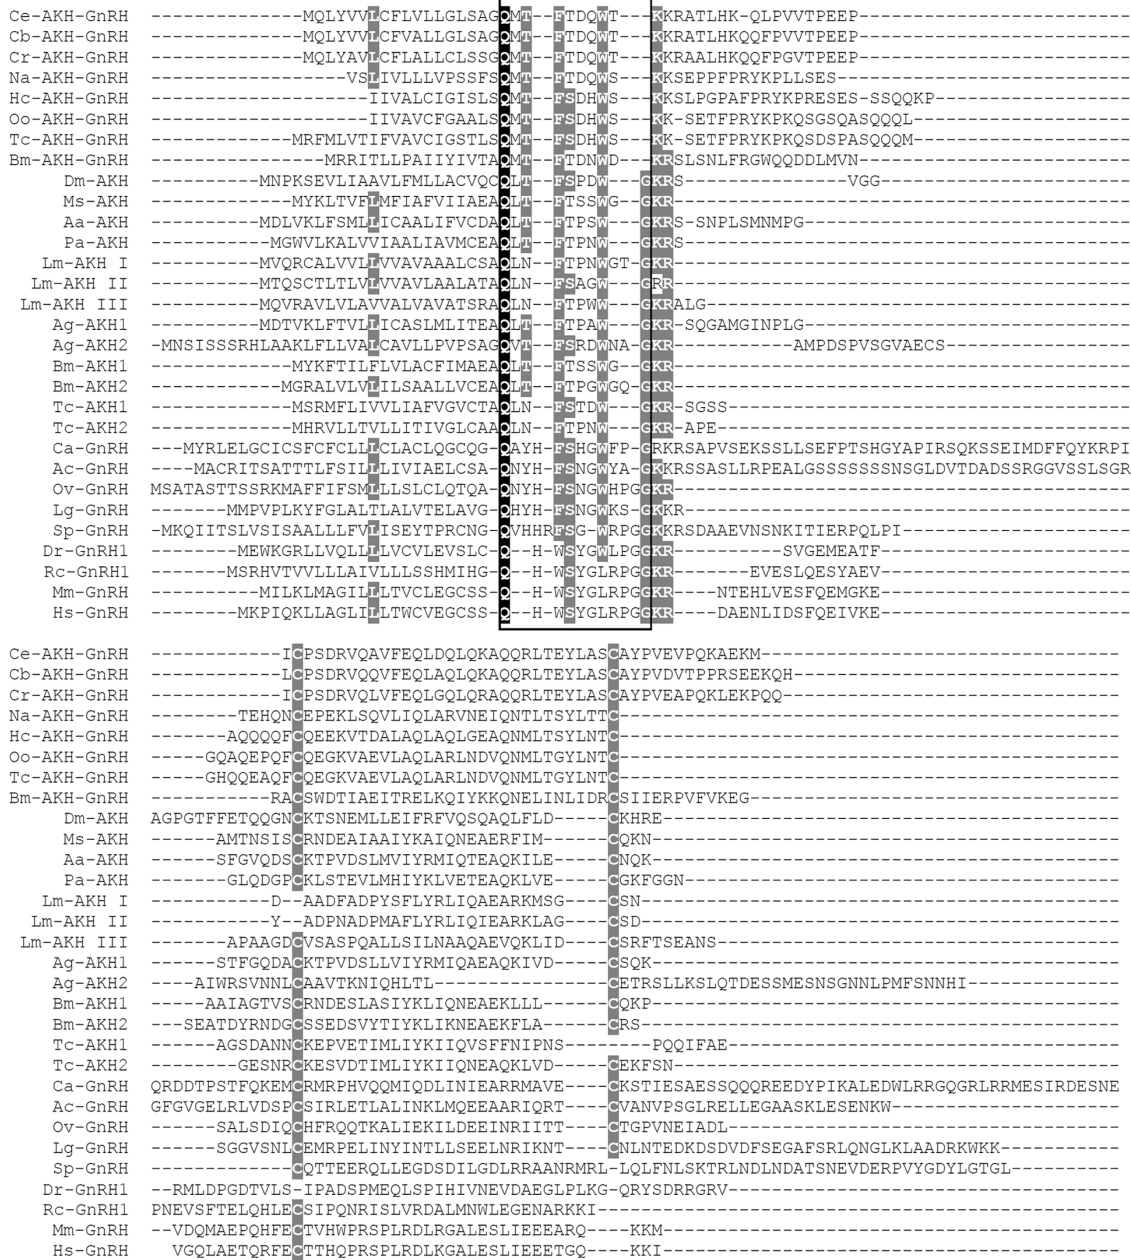 Ce-AKH-GnRH --------------MQLYVVLCFLVLLGLSAGQMT--FTDQWT---KKRATLHK-QLPVVTPEEP------------------------
Cb-AKH-GnRH --------------MQLYVVLCFVALLGLSAGQMT--FTDQWT---KKRATLHKQQFPVVTPEEP------------------------
Cr-AKH-GnRH --------------MQLYAVLCFLALLCLSSGQMT--FTDQWT---KKRAALHKQQFPGVTPEEP------------------------
Na-AKH-GnRH ------------------VSLIVLLLVPSSFSQMT--FTDQWS---KKSEPPFPRYKPLLSES--------------------------
Hc-AKH-GnRH --------------------IIVALCIGISLSQMT--FSDHWS---KKSLPGPAFPRYKPRESES-SSQQKP-----------------
Oo-AKH-GnRH --------------------IIVAVCFGAALSQMT--FSDHWS---KK-SETFPRYKPKQSGSQASQQQL-------------------
Tc-AKH-GnRH -------------MRFMLVTIFVAVCIGSTLSQMT--FSDHWS---KK-SETFPRYKPKQSDSPASQQQM-------------------
Bm-AKH-GnRH ----------------MRRITLLPAIIYIVTAQMT--FTDNWD---KRSLSNLFRGWQQDDLMVN------------------------
Dm-AKH ----------MNPKSEVLIAAVLFMLLACVQCQLT--FSPDW---GKRS---------------VGG----------------------
Ms-AKH -------------MYKLTVFLMFIAFVIIAEAQLT--FTSSWG--GKR-----------------------------------------
Aa-AKH ----------MDLVKLFSMLLICAALIFVCDAQLT--FTPSW---GKRS-SNPLSMNMPG-----------------------------
Pa-AKH -----------MGWVLKALVVIAALIAVMCEAQLT--FTPNW---GKRS----------------------------------------
Lm-AKH I ----------MVQRCALVVLLVVAVAAALCSAQLN--FTPNWGT-GKR-----------------------------------------
Lm-AKH II ----------MTQSCTLTLVLVVAVLAALATAQLN--FSAGW---GRR-----------------------------------------
Lm-AKH III ----------MQVRAVLVLAVVALVAVATSRAQLN--FTPWW---GKRALG--------------------------------------
Ag-AKH1 ----------MDTVKLFTVLLICASLMLITEAQLT--FTPAW---GKR-SQGAMGINPLG-----------------------------
Ag-AKH2 -MNSISSSRHLAAKLFLLVALCAVLLPVPSAGQVT--FSRDWNA-GKR-----------AMPDSPVSGVAECS----------------
Bm-AKH1 -------------MYKFTILFLVLACFIMAEAQLT--FTSSWG--GKR-----------------------------------------
Bm-AKH2 ------------MGRALVLVLILSAALLVCEAQLT--FTPGWGQ-GKR-----------------------------------------
Tc-AKH1 -------------MSRMFLIVVLIAFVGVCTAQLN--FSTDW---GKR-SGSS------------------------------------
Tc-AKH2 -------------MHRVLLTVLLITIVGLCAAQLN--FTPNW---GKR-APE-------------------------------------
Ca-GnRH ---MYRLELGCICSFCFCLLLCLACLQGCQG-QAYH-FSHGWFP-GRKRSAPVSEKSSLLSEFPTSHGYAPIRSQKSSEIMDFFQYKRPI
Ac-GnRH ----MACRITSATTTLFSILLLLIVIAELCSA-QNYH-FSNGWYA-GKKRSSASLLRPEALGSSSSSSSSNSGLDVTDADSSRGGVSSLSGR
Ov-GnRH MSATASTTSSRKMAFFIFSMLLLLSLCLQTQA-QNYH-FSNGWHPGGKR-----------------------------------------
Lg-GnRH ---------MMPVPLKYFGLALTLALVTELAVG-QHYH-FSNGWKS-GKKR----------------------------------------
Sp-GnRH -MKQIITSLVSISAALLLFVLISEYTPRCNG-QVHHRFSG-WRPGGKKRSDAAEVNSNKITIERPQLPI---------------------
Dr-GnRH1 --------MEWKGRLLVQLLLLLVCVLEVSLC-Q--H-WSYGWLPGGKR----------SVGEMEATF----------------------
Rc-GnRH1 -------MSRHVTVVLLLAIVLLLSSHMIHG-Q--H-WSYGLRPGGKR-------EVESLQESYAEV-----------------------
Mm-GnRH --------MILKLMAGILLLTVCLEGCSS-Q--H-WSYGLRPGGKR----NTEHLVESFQEMGKE-------------------------
Hs-GnRH --------MKPIQKLLAGLILLTWCVEGCSS-Q--H-WSYGLRPGGKR----DAENLIDSFQEIVKE-----------------------
Ce-AKH-GnRH ------------ICPSDRVQAVFEQLDQLQKAQQRLTEYLASCAYPVEVPQKAEKM---------------------------------
Cb-AKH-GnRH ------------LCPSDRVQQVFEQLAQLQKAQQRLTEYLASCAYPVDVTPPRSEEKQH------------------------------
Cr-AKH-GnRH ------------ICPSDRVQLVFEQLGQLQRAQQRLTEYLASCAYPVEAPQKLEKPQQ-------------------------------
Na-AKH-GnRH --------TEHQNCEPEKLSQVLIQLARVNEIQNTLTSYLTTC----------------------------------------------
Hc-AKH-GnRH -------AQQQQFCQEEKVTDALAQLAQLGEAQNMLTSYLNTC----------------------------------------------
Oo-AKH-GnRH -----GQAQEPQFCQEGKVAEVLAQLARLNDVQNMLTGYLNTC----------------------------------------------
Tc-AKH-GnRH -----GHQQEAQFCQEGKVAEVLAQLARLNDVQNMLTGYLNTC----------------------------------------------
Bm-AKH-GnRH -----------RACSWDTIAEITRELKQIYKKQNELINLIDRCSIIERPVFVKEG----------------------------------
Dm-AKH AGPGTFFETQQGNCKTSNEMLLEIFRFVQSQAQLFLD-----CKHRE------------------------------------------
Ms-AKH ------AMTNSISCRNDEAIAAIYKAIQNEAERFIM------CQKN-------------------------------------------
Aa-AKH ------SFGVQDSCKTPVDSLMVIYRMIQTEAQKILE-----CNQK-------------------------------------------
Pa-AKH -------GLQDGPCKLSTEVLMHIYKLVETEAQKLVE-----CGKFGGN----------------------------------------
Lm-AKH I -----------D--AADFADPYSFLYRLIQAEARKMSG----CSN--------------------------------------------
Lm-AKH II -----------Y--ADPNADPMAFLYRLIQIEARKLAG----CSD--------------------------------------------
Lm-AKH III -------APAAGDCVSASPQALLSILNAAQAEVQKLID----CSRFTSEANS-------------------------------------
Ag-AKH1 ------STFGQDACKTPVDSLLVIYRMIQAEAQKIVD-----CSQK-------------------------------------------
Ag-AKH2 ----AIWRSVNNLCAAVTKNIQHLTL----------------CETRSLLKSLQTDESSMESNSGNNLPMFSNNHI--------------
Bm-AKH1 -----AAIAGTVSCRNDESLASIYKLIQNEAEKLLL------CQKP-------------------------------------------
Bm-AKH2 ---SEATDYRNDGCSSEDSVYTIYKLIKNEAEKFLA------CRS--------------------------------------------
Tc-AKH1 ------AGSDANNCKEPVETIMLIYKIIQVSFFNIPNS--------PQQIFAE------------------------------------
Tc-AKH2 --------GESNRCKESVDTIMLIYKIINEAQKLVD------CEKFSN-----------------------------------------
Ca-GnRH QRDDTPSTFQKEMCRMRPHVQQMIQDLINIEARRMAVE----CKSTIESAESSQQQREEDYPIKALEDWLRRGQGRLRRMESIRDESNE
Ac-GnRH GFGVGELRLVDSPCSIRLETLALINKLMQEEAARIQRT----CVANVPSGLRELLEGAASKLESENKW---------------------
Ov-GnRH ------SALSDIQCHFRQQTKALIEKILDEEINRIITT----CTGPVNEIADL------------------------------------
Lg-GnRH ------SGGVSNLCEMRPELINYINTLLSEELNRIKNT----CNLNTEDKDSDVDFSEGAFSRLQNGLKLAADRKWKK-----------
Sp-GnRH -------------CQTTEERQLLEGDSDILGDLRRAANRMRL-LQLFNLSKTRLNDLNDATSNEVDERPVYGDYLGTGL----------
Dr-GnRH1 --RMLDPGDTVLS-IPADSPMEQLSPIHIVNEVDAEGLPLKG-QRYSDRRGRV------------------------------------
Rc-GnRH1 PNEVSFTELQHLECSIPQNRISLVRDALMNWLEGENARKKI------------------------------------------------
Mm-GnRH --VDQMAEPQHFECTVHWPRSPLRDLRGALESLIEEEARQ----KKM------------------------------------------
Hs-GnRH --VGQLAETQRFECTTHQPRSPLRDLKGALESLIEEETGQ----KKI------------------------------------------